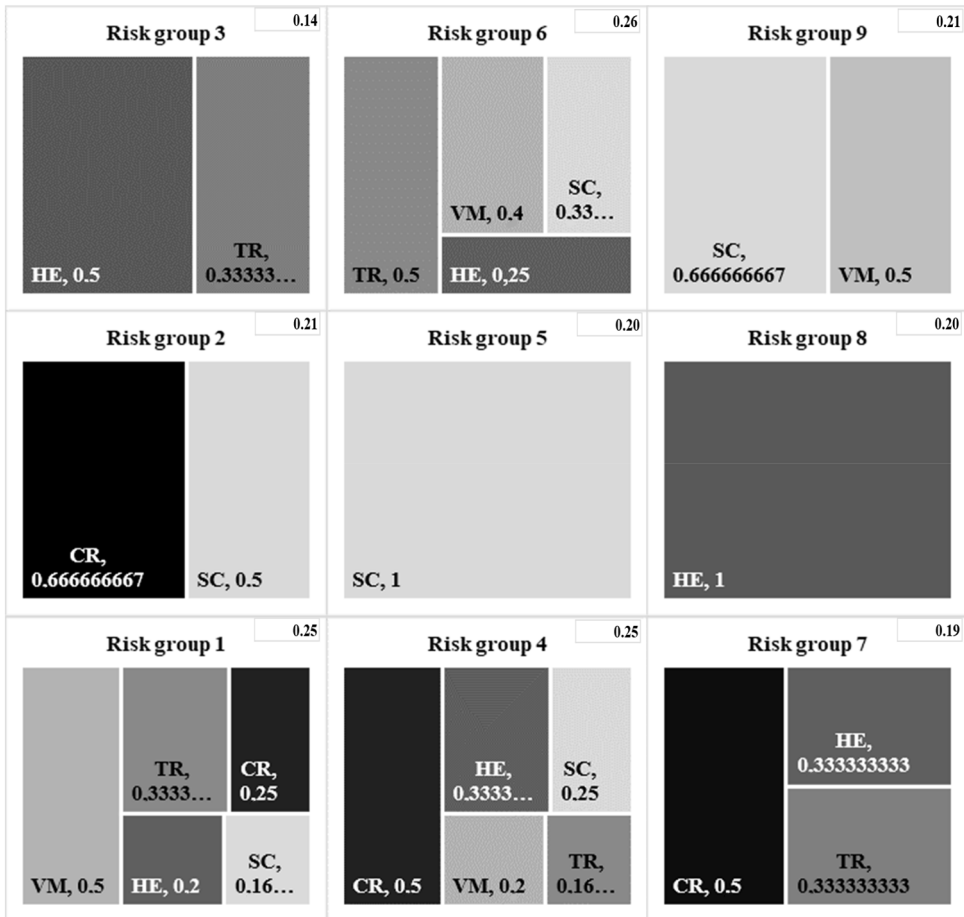 0.14
Risk group 3
HE, 0.5
TR,
0.33333…
0.26
Risk group 6
TR, 0.5
VM, 0.4
SC,
0.33…
HE, 0,25
0.21
Risk group 9
SC,
0.666666667
VM, 0.5
0.21
Risk group 2
CR,
0.666666667
SC, 0.5
0.20
Risk group 5
SC, 1
0.20
Risk group 8
HE, 1
0.25
Risk group 1
VM, 0.5
TR,
0.3333…
CR,
0.25
HE, 0.2
SC,
0.16…
0.25
Risk group 4
CR, 0.5
HE,
0.3333…
SC,
0.25
VM, 0.2
TR,
0.16…
0.19
Risk group 7
CR, 0.5
HE,
0.333333333
TR,
0.333333333